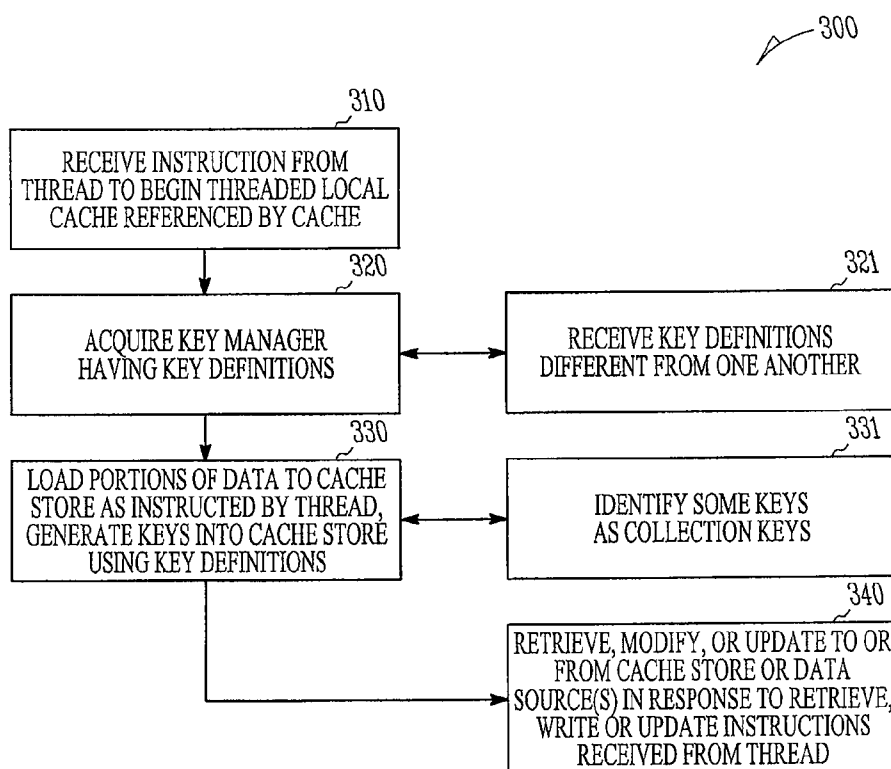 300
310
RECEIVE INSTRUCTION FROM
THREAD TO BEGIN THREADED LOCAL
CACHE REFERENCED BY CACHE
320
ACQUIRE KEY MANAGER
HAVING KEY DEFINITIONS
321
RECEIVE KEY DEFINITIONS
DIFFERENT FROM ONE ANOTHER
330
LOAD PORTIONS OF DATA TO CACHE
STORE AS INSTRUCTED BY THREAD,
GENERATE KEYS INTO CACHE STORE
USING KEY DEFINITIONS
331
IDENTIFY SOME KEYS
AS COLLECTION KEYS
340
RETRIEVE, MODIFY, OR UPDATE TO OR
FROM CACHE STORE OR DATA
SOURCE(S) IN RESPONSE TO RETRIEVE,
WRITE OR UPDATE INSTRUCTIONS
RECEIVED FROM THREAD